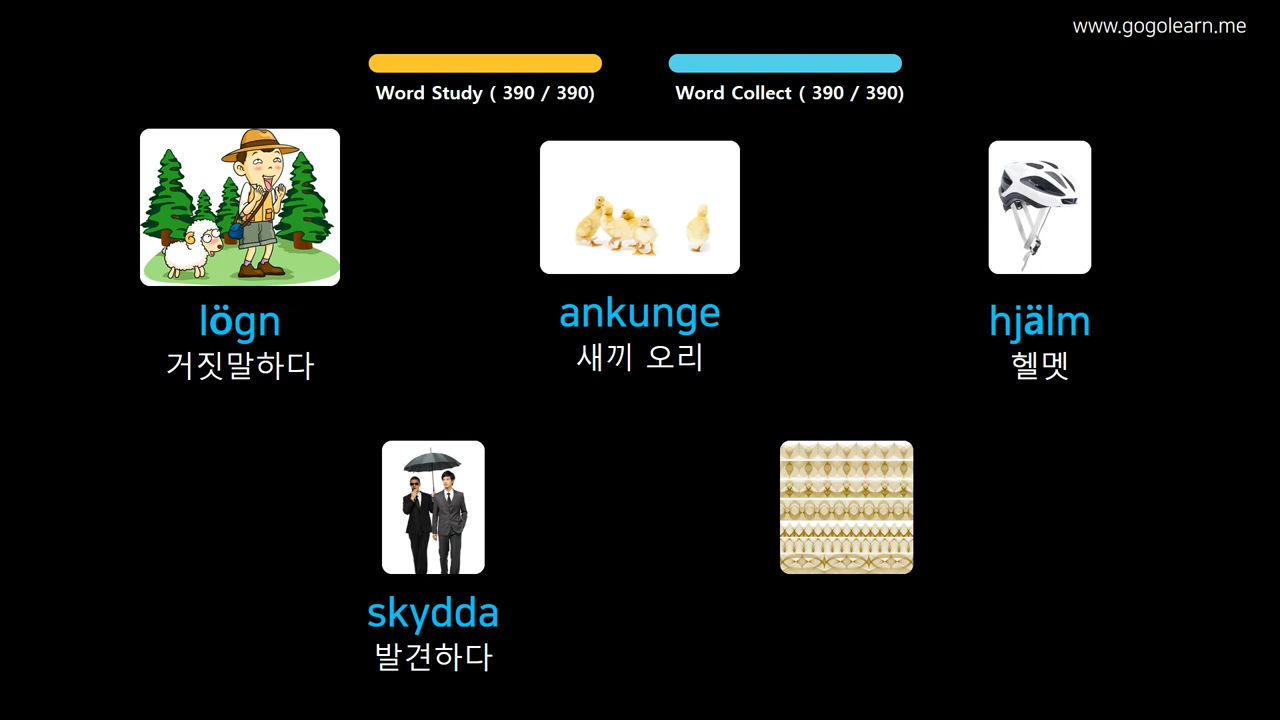 www.gogolearn.me
Word Study ( 390 / 390)
Word Collect ( 390 / 390)
lögn
거짓말하다
ankunge
새끼 오리
hjälm
헬멧
skydda
발견하다